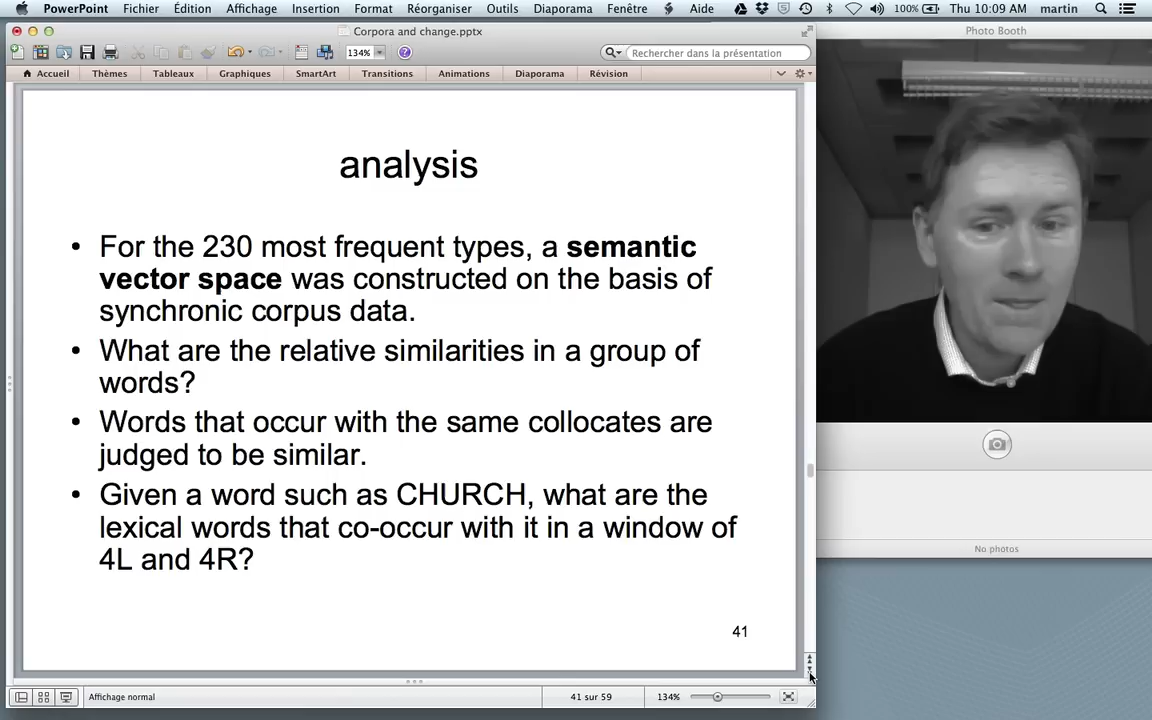 PowerPoint Fichier Édition Affichage Insertion Format Réorganiser Outils Diaporama Fenêtre Aide 100% Thu 10:09 AM martin
Corpora and change.pptx
Photo Booth
134%
Rechercher dans la présentation
Accueil Thèmes Tableaux Graphiques SmartArt Transitions Animations Diaporama Révision
analysis
• For the 230 most frequent types, a semantic
vector space was constructed on the basis of
synchronic corpus data.
• What are the relative similarities in a group of
words?
• Words that occur with the same collocates are
judged to be similar.
• Given a word such as CHURCH, what are the
lexical words that co-occur with it in a window of
4L and 4R?
41
No photos
Affichage normal 41 sur 59 134%